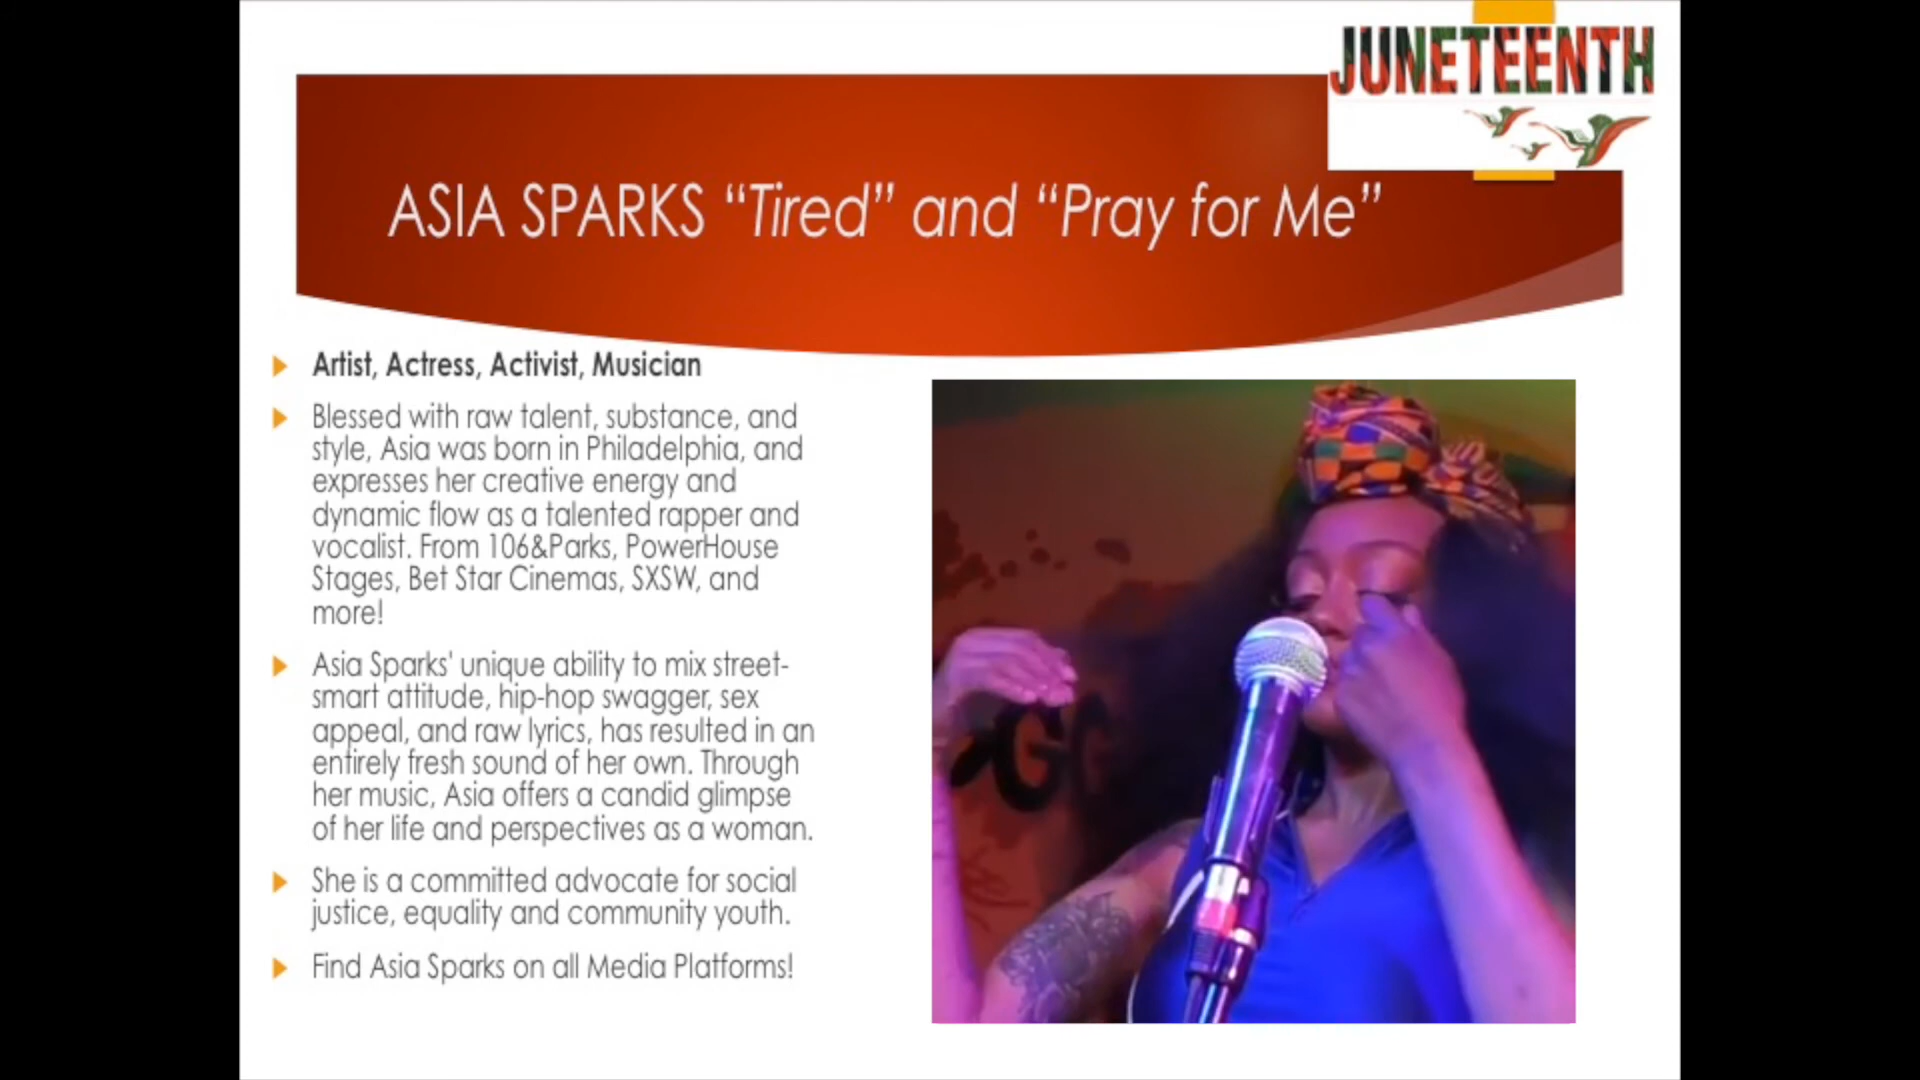 JUNETEENTH
ASIA SPARKS “Tired” and “Pray for Me”
Artist, Actress, Activist, Musician
Blessed with raw talent, substance, and
style, Asia was born in Philadelphia, and
expresses her creative energy and
dynamic flow as a talented rapper and
vocalist. From 106&Parks, PowerHouse
Stages, Bet Star Cinemas, SXSW, and
more!
Asia Sparks' unique ability to mix street-
smart attitude, hip-hop swagger, sex
appeal, and raw lyrics, has resulted in an
entirely fresh sound of her own. Through
her music, Asia offers a candid glimpse
of her life and perspectives as a woman.
She is a committed advocate for social
justice, equality and community youth.
Find Asia Sparks on all Media Platforms!